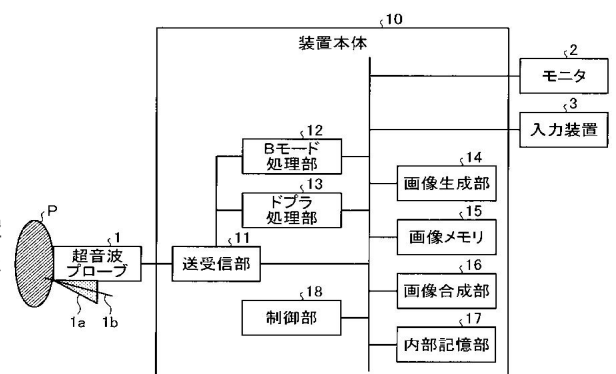 10
装置本体
2
モニタ
3
入力装置
12
Bモード
処理部
13
ドプラ
処理部
14
画像生成部
15
画像メモリ
P
1
超音波
プローブ
11
送受信部
16
画像合成部
1a
1b
18
制御部
17
内部記憶部